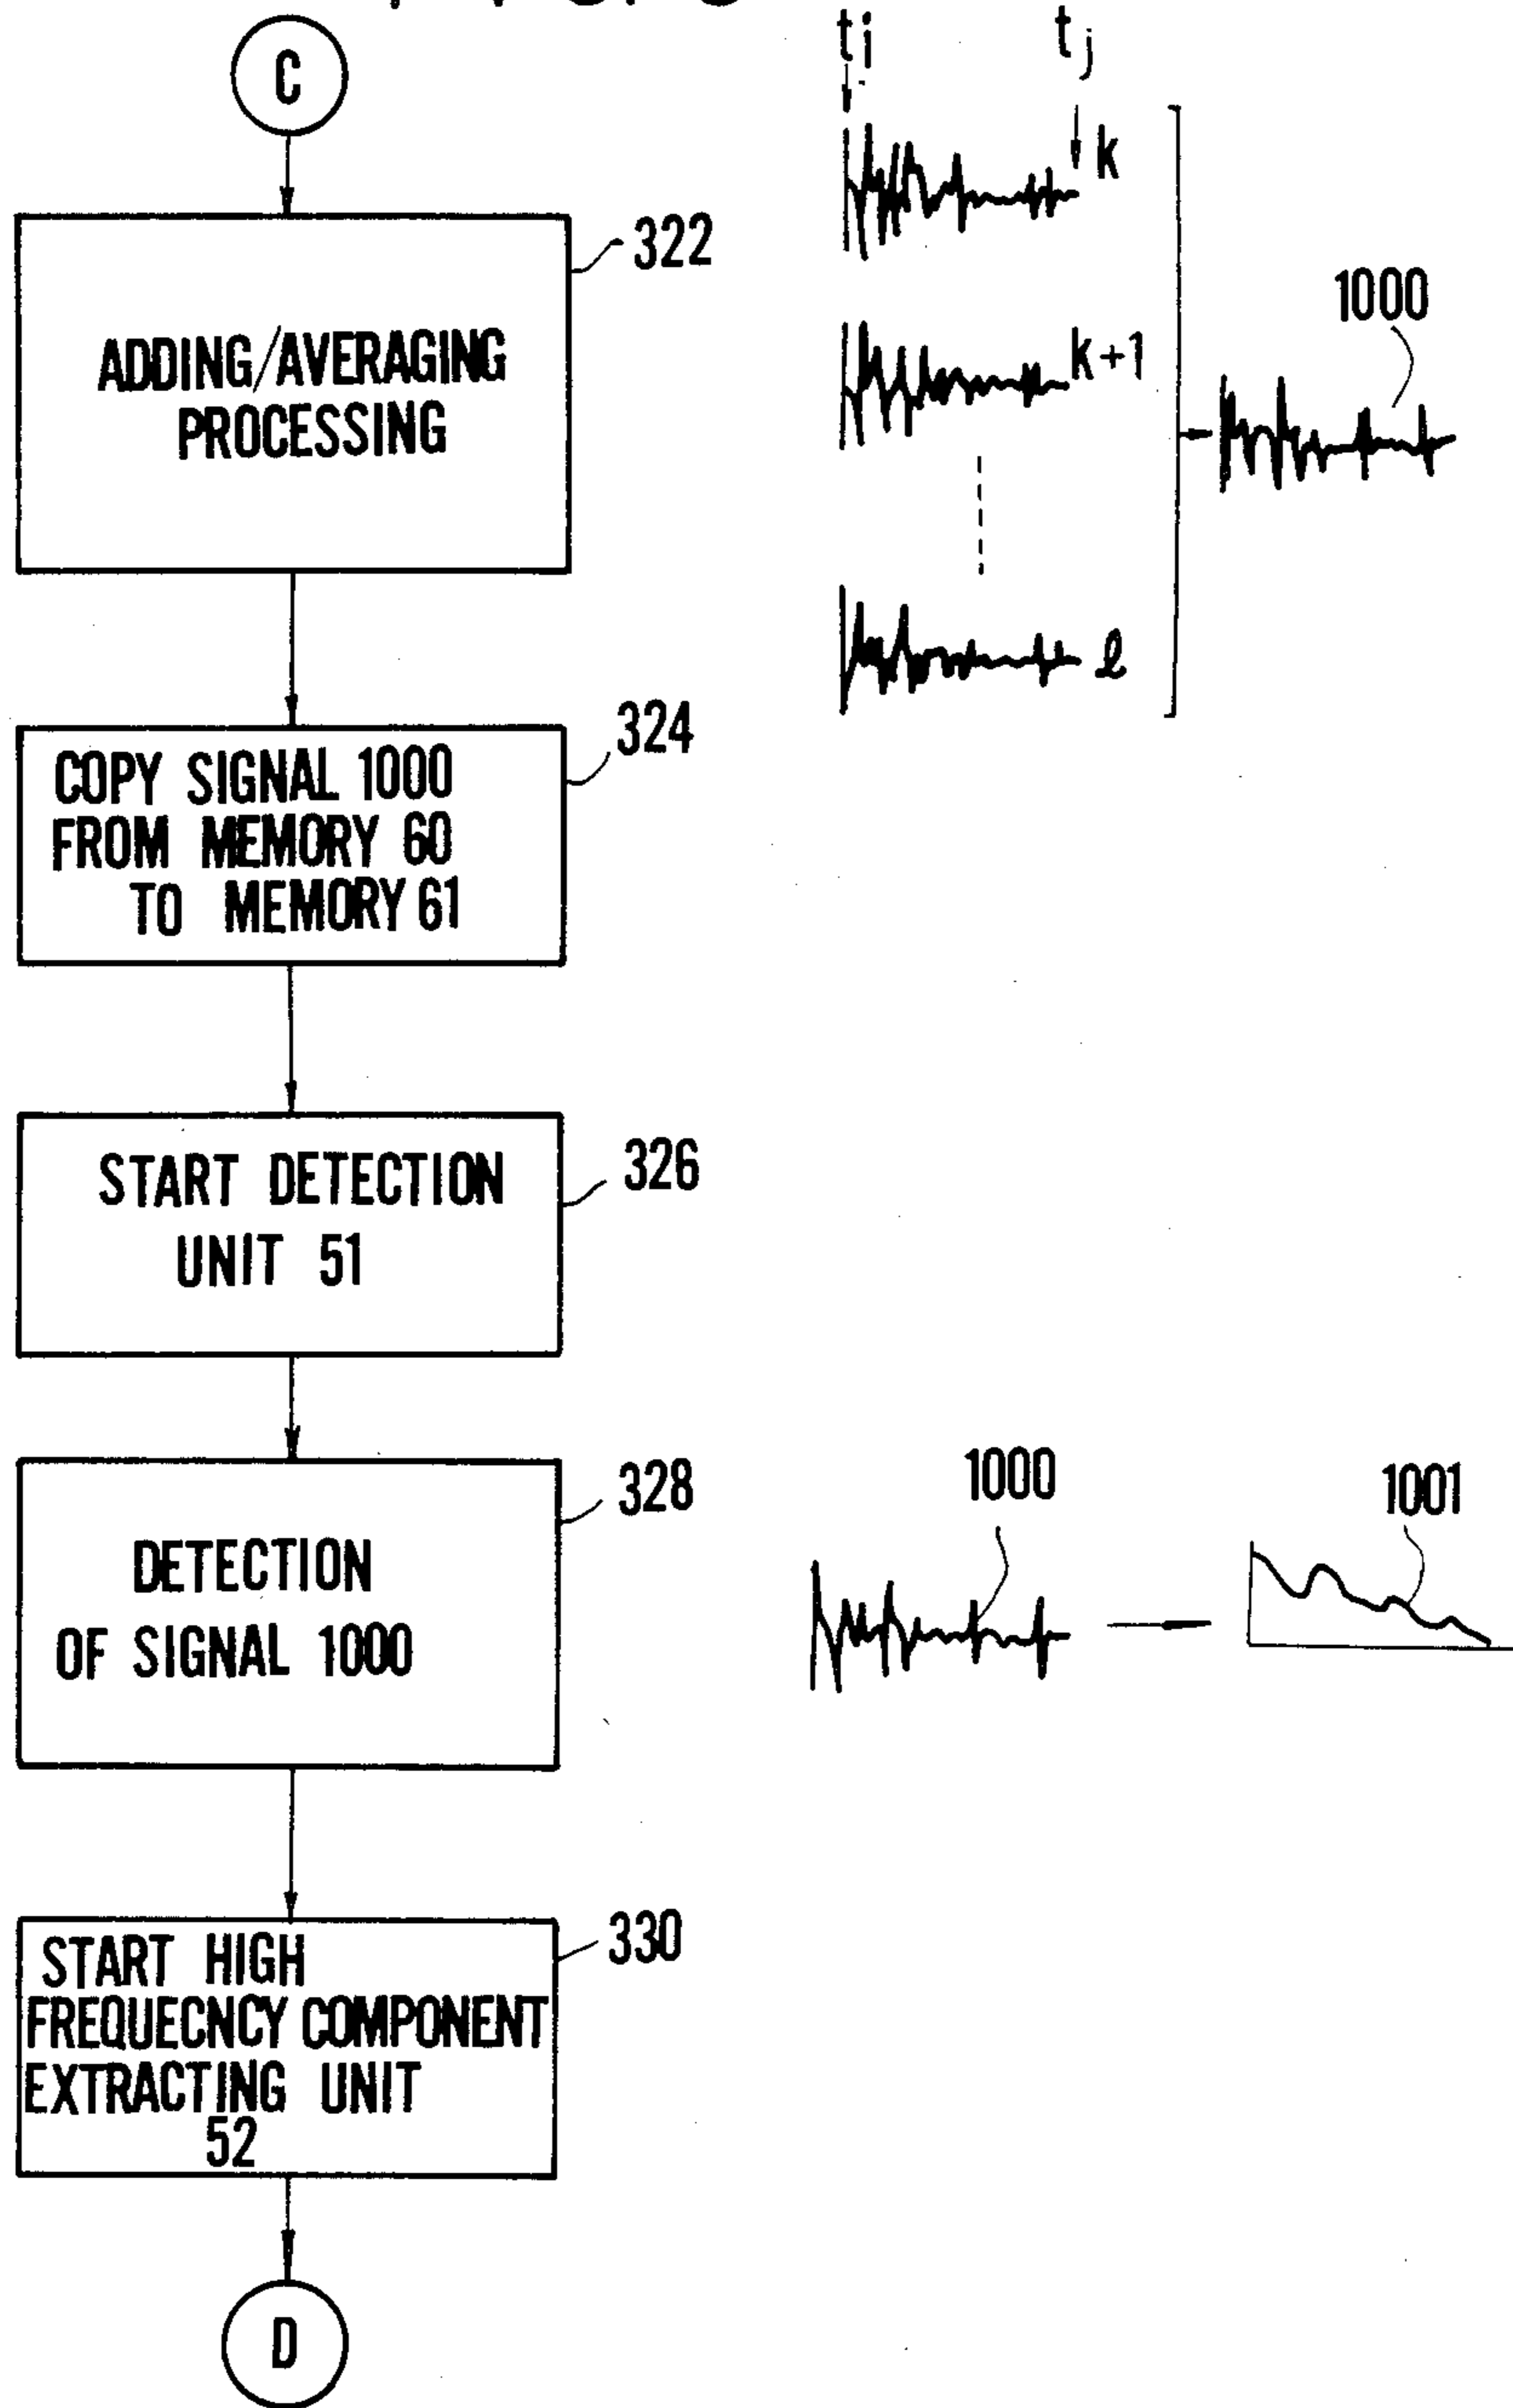 C
ti
tj
322
k
ADDING/AVERAGING
PROCESSING
k+1
1000
l
324
COPY SIGNAL 1000
FROM MEMORY 60
TO MEMORY 61
326
START DETECTION
UNIT 51
328
DETECTION
OF SIGNAL 1000
1000
1001
330
START HIGH
FREQUECNCY COMPONENT
EXTRACTING UNIT
52
D